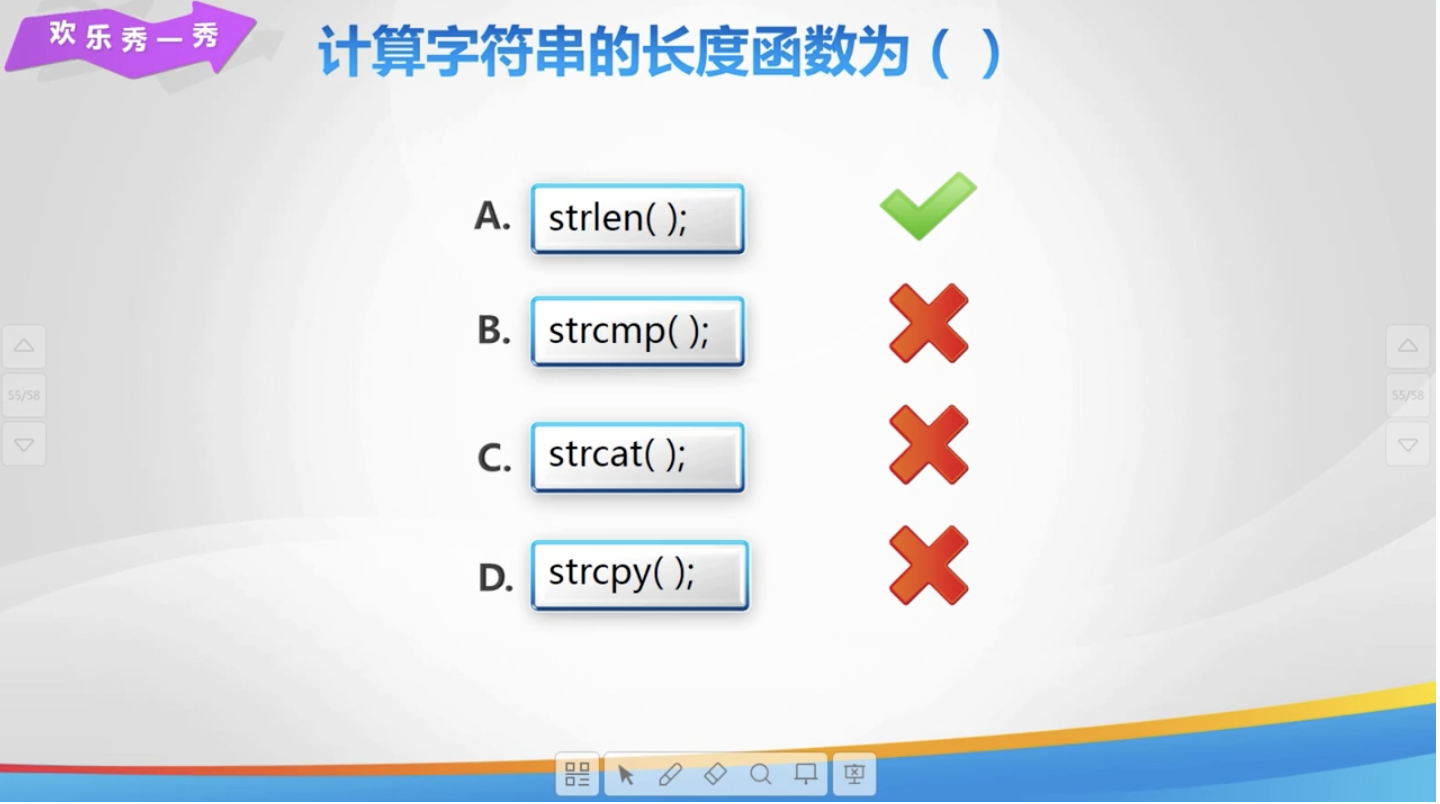 欢乐秀一秀
计算字符串的长度函数为（ ）
A. strlen( );
B. strcmp( );
C. strcat( );
D. strcpy( );
55/58
55/58